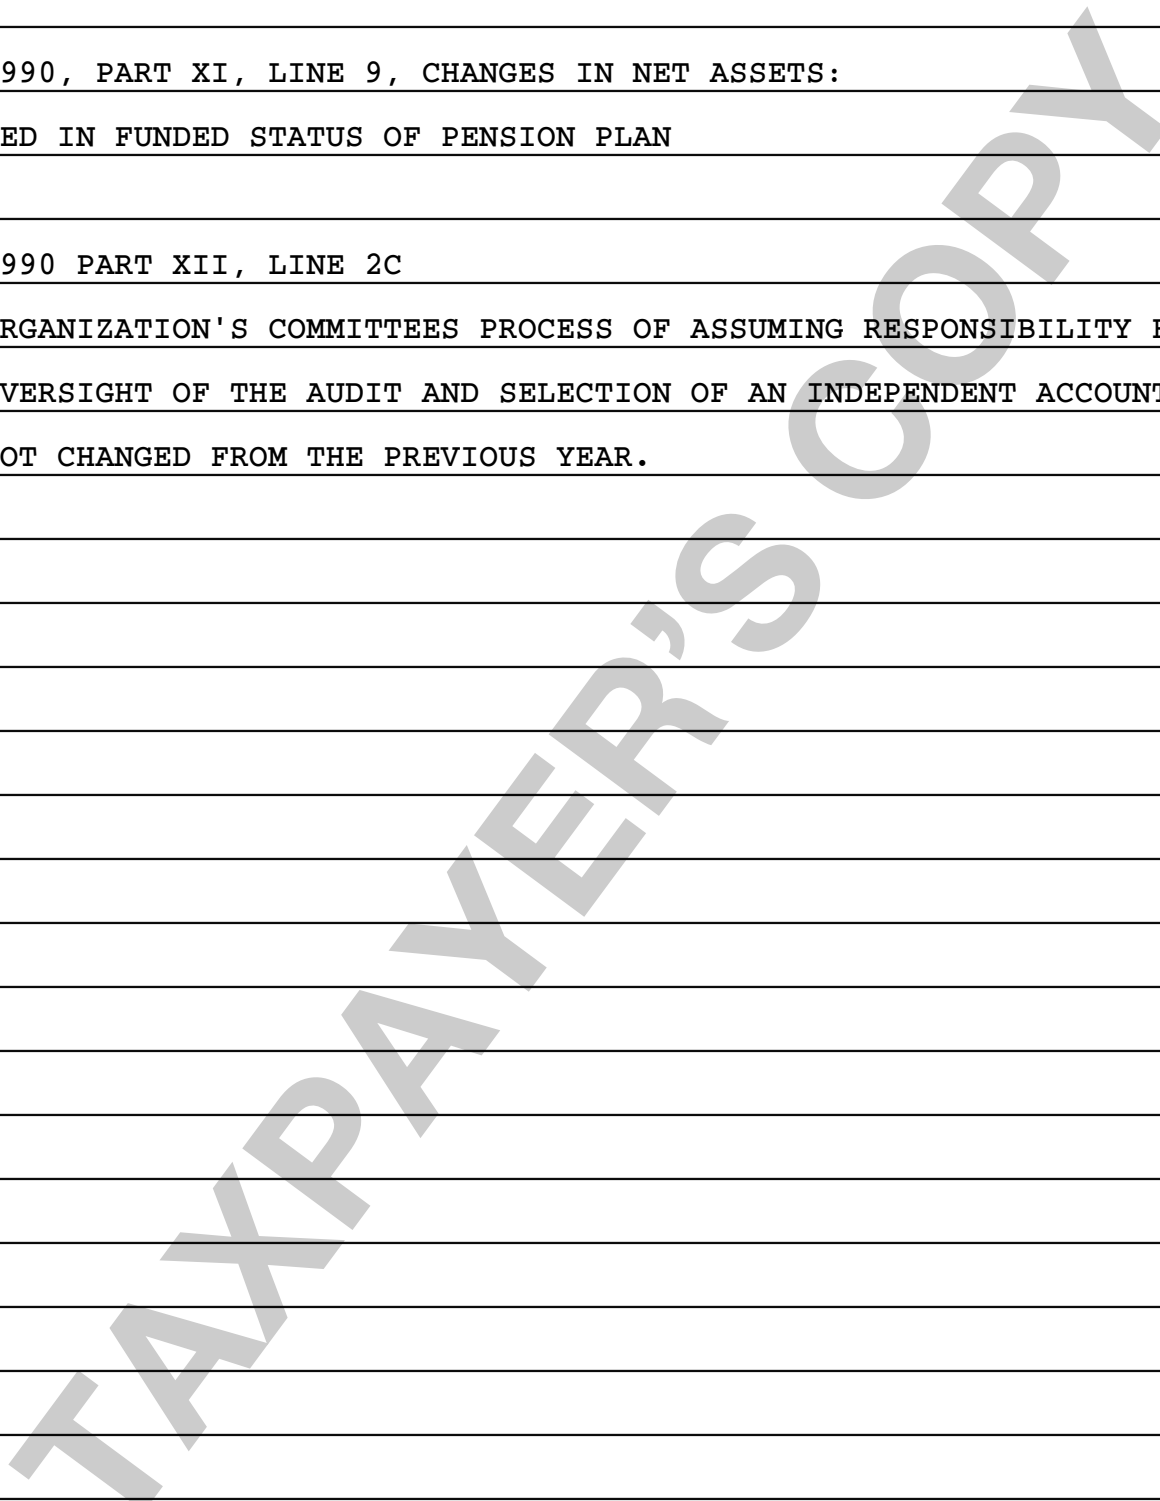 990, PART XI, LINE 9, CHANGES IN NET ASSETS:
ED IN FUNDED STATUS OF PENSION PLAN
990 PART XII, LINE 2C
RGANIZATION'S COMMITTEES PROCESS OF ASSUMING RESPONSIBILITY
VERSIGHT OF THE AUDIT AND SELECTION OF AN INDEPENDENT ACCOUNT
OT CHANGED FROM THE PREVIOUS YEAR.
TAXPAYER’S COPY